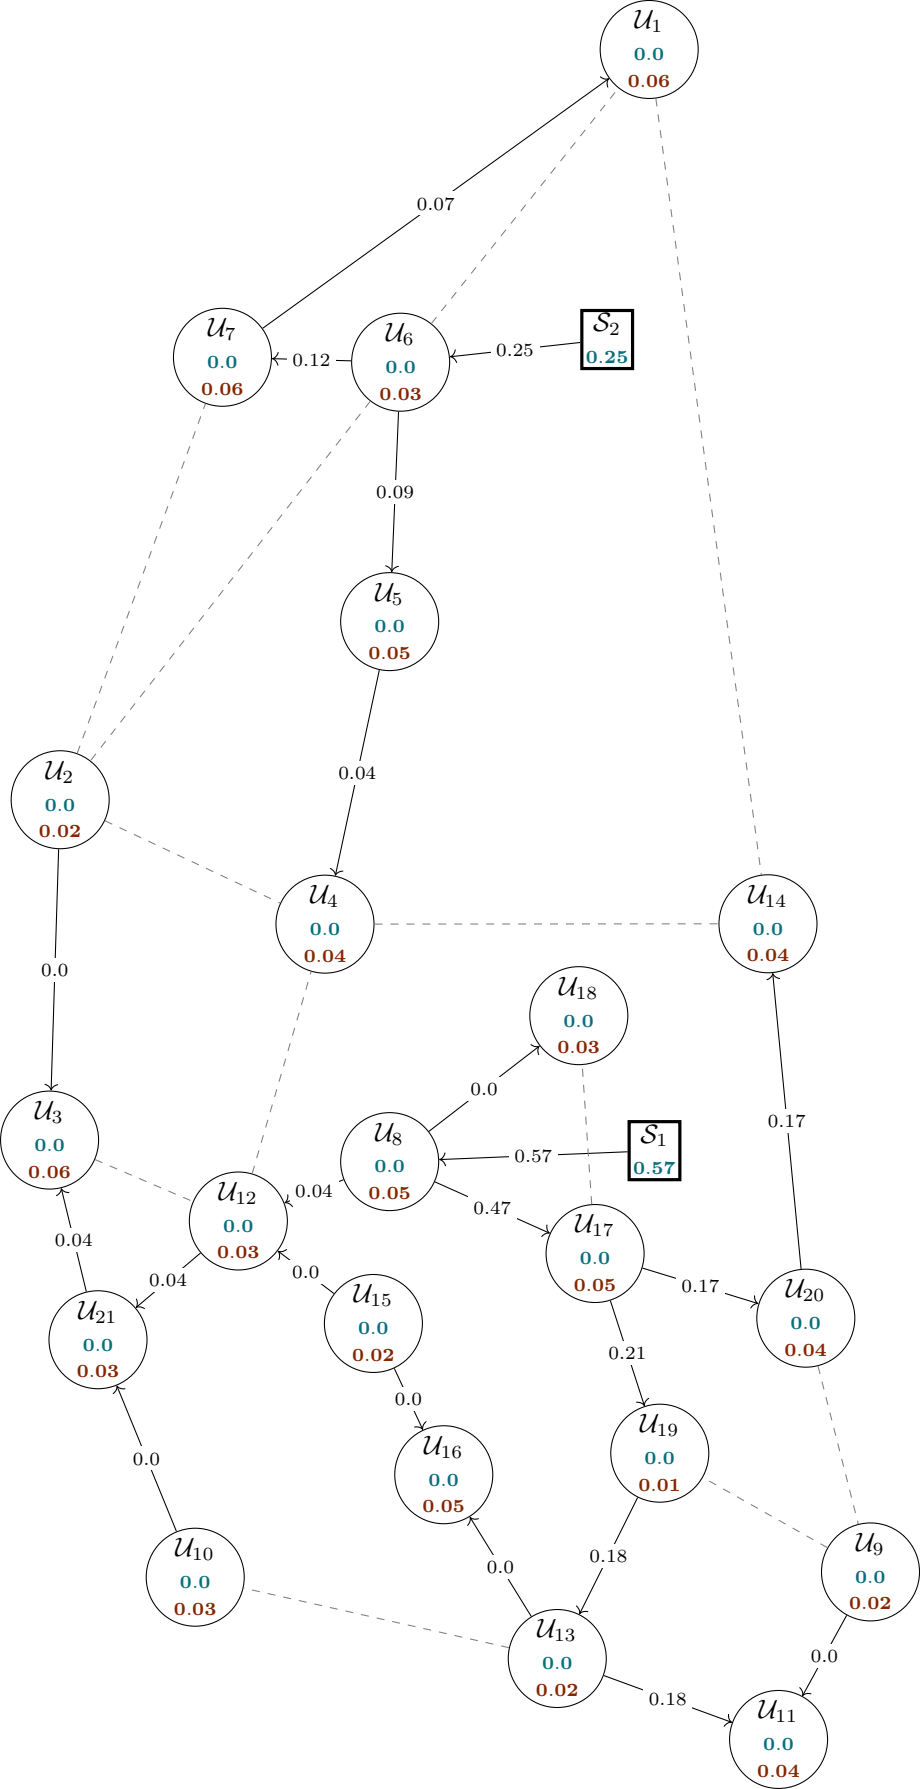 𝒰₁
0.0
0.06
0.07
𝒰₇
0.0
0.06
0.12
𝒰₆
0.0
0.03
0.25
𝒮₂
0.25
0.09
𝒰₅
0.0
0.05
0.04
𝒰₂
0.0
0.02
𝒰₄
0.0
0.04
𝒰₁₄
0.0
0.04
0.0
𝒰₁₈
0.0
0.03
0.0
0.17
𝒰₃
0.0
0.06
𝒰₈
0.0
0.05
0.57
𝒮₁
0.57
0.04
0.47
𝒰₁₂
0.0
0.03
𝒰₁₇
0.0
0.05
0.04
0.04
0.0
0.17
𝒰₂₁
0.0
0.03
𝒰₁₅
0.0
0.02
𝒰₂₀
0.0
0.04
0.21
0.0
𝒰₁₆
0.0
0.05
𝒰₁₉
0.0
0.01
0.0
𝒰₁₀
0.0
0.03
0.0
0.18
𝒰₉
0.0
0.02
𝒰₁₃
0.0
0.02
0.0
0.18
𝒰₁₁
0.0
0.04